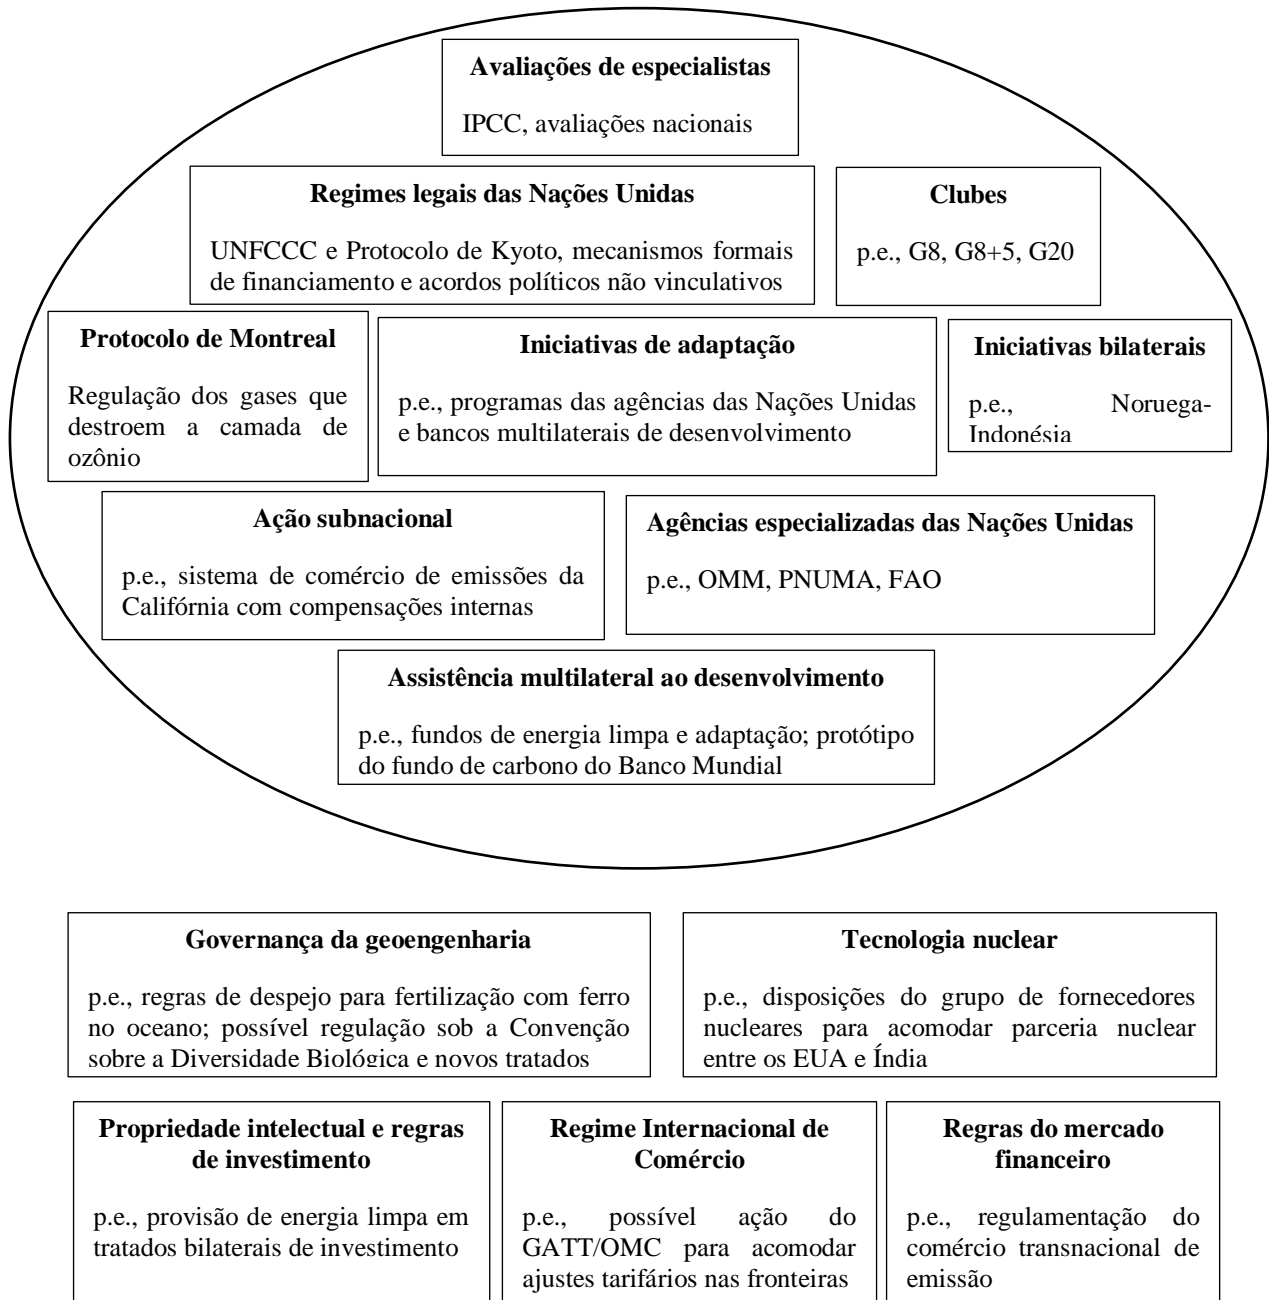 Avaliações de especialistas
IPCC, avaliações nacionais
Regimes legais das Nações Unidas
UNFCCC e Protocolo de Kyoto, mecanismos formais
de financiamento e acordos políticos não vinculativos
Clubes
p.e., G8, G8+5, G20
Protocolo de Montreal
Regulação dos gases que
destroem a camada de
ozônio
Iniciativas de adaptação
p.e., programas das agências das Nações Unidas
e bancos multilaterais de desenvolvimento
Iniciativas bilaterais
p.e., Noruega-
Indonésia
Ação subnacional
p.e., sistema de comércio de emissões da
Califórnia com compensações internas
Agências especializadas das Nações Unidas
p.e., OMM, PNUMA, FAO
Assistência multilateral ao desenvolvimento
p.e., fundos de energia limpa e adaptação; protótipo
do fundo de carbono do Banco Mundial
Governança da geoengenharia
p.e., regras de despejo para fertilização com ferro
no oceano; possível regulação sob a Convenção
sobre a Diversidade Biológica e novos tratados
Tecnologia nuclear
p.e., disposições do grupo de fornecedores
nucleares para acomodar parceria nuclear
entre os EUA e Índia
Propriedade intelectual e regras
de investimento
p.e., provisão de energia limpa em
tratados bilaterais de investimento
Regime Internacional de
Comércio
p.e., possível ação do
GATT/OMC para acomodar
ajustes tarifários nas fronteiras
Regras do mercado
financeiro
p.e., regulamentação do
comércio transnacional de
emissão